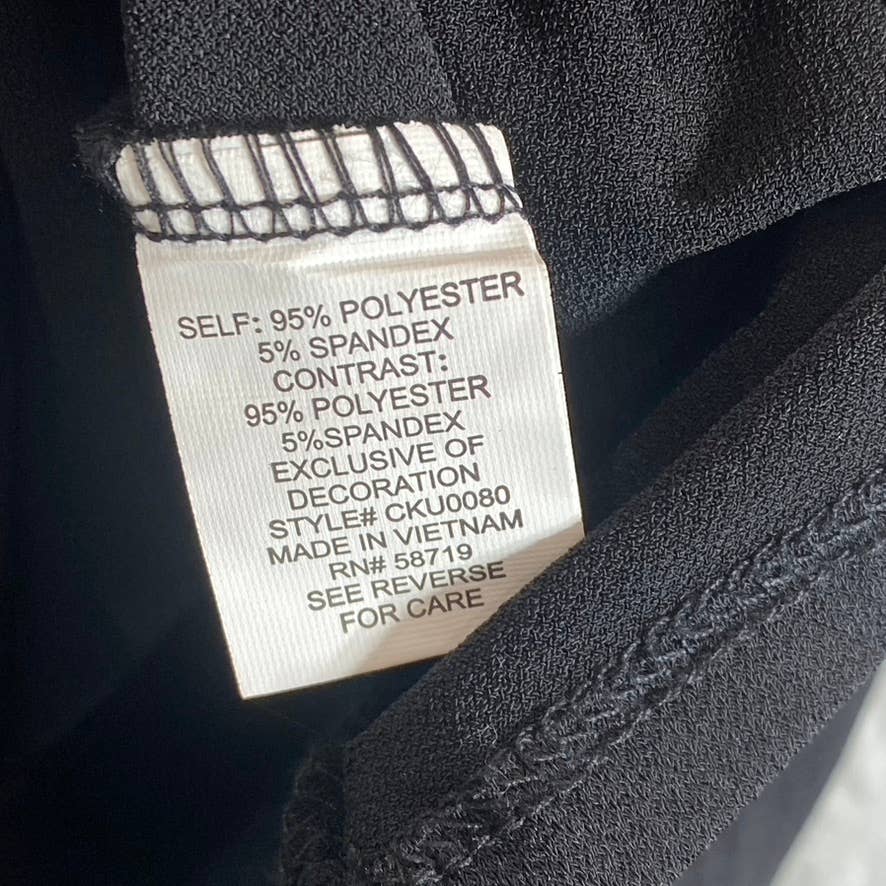 SELF: 95% POLYESTER
5% SPANDEX
CONTRAST:
95% POLYESTER
5%SPANDEX
EXCLUSIVE OF
DECORATION
STYLE# CKU0080
MADE IN VIETNAM
RN# 58719
SEE REVERSE
FOR CARE